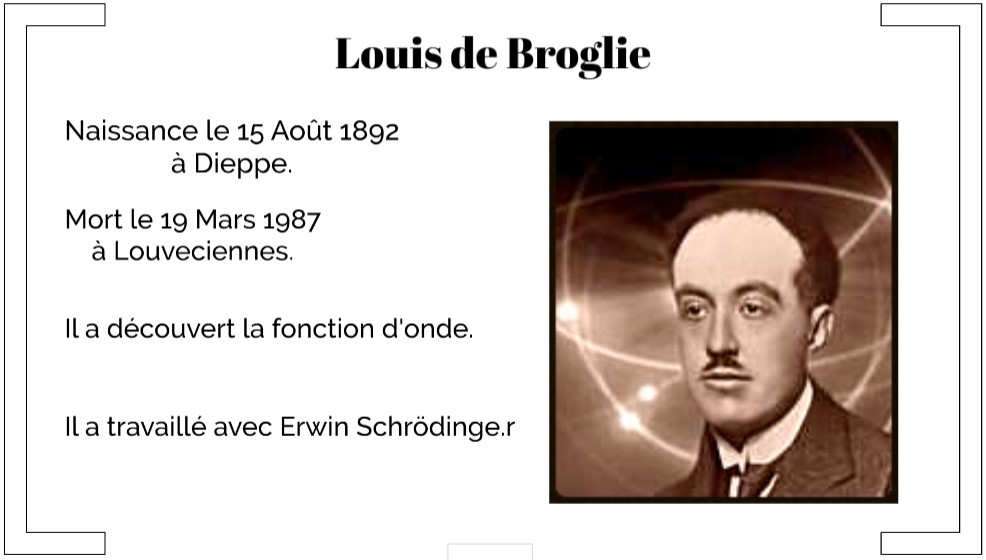 Louis de Broglie
Naissance le 15 Août 1892
à Dieppe.
Mort le 19 Mars 1987
à Louveciennes.
Il a découvert la fonction d'onde.
Il a travaillé avec Erwin Schrödinge.r